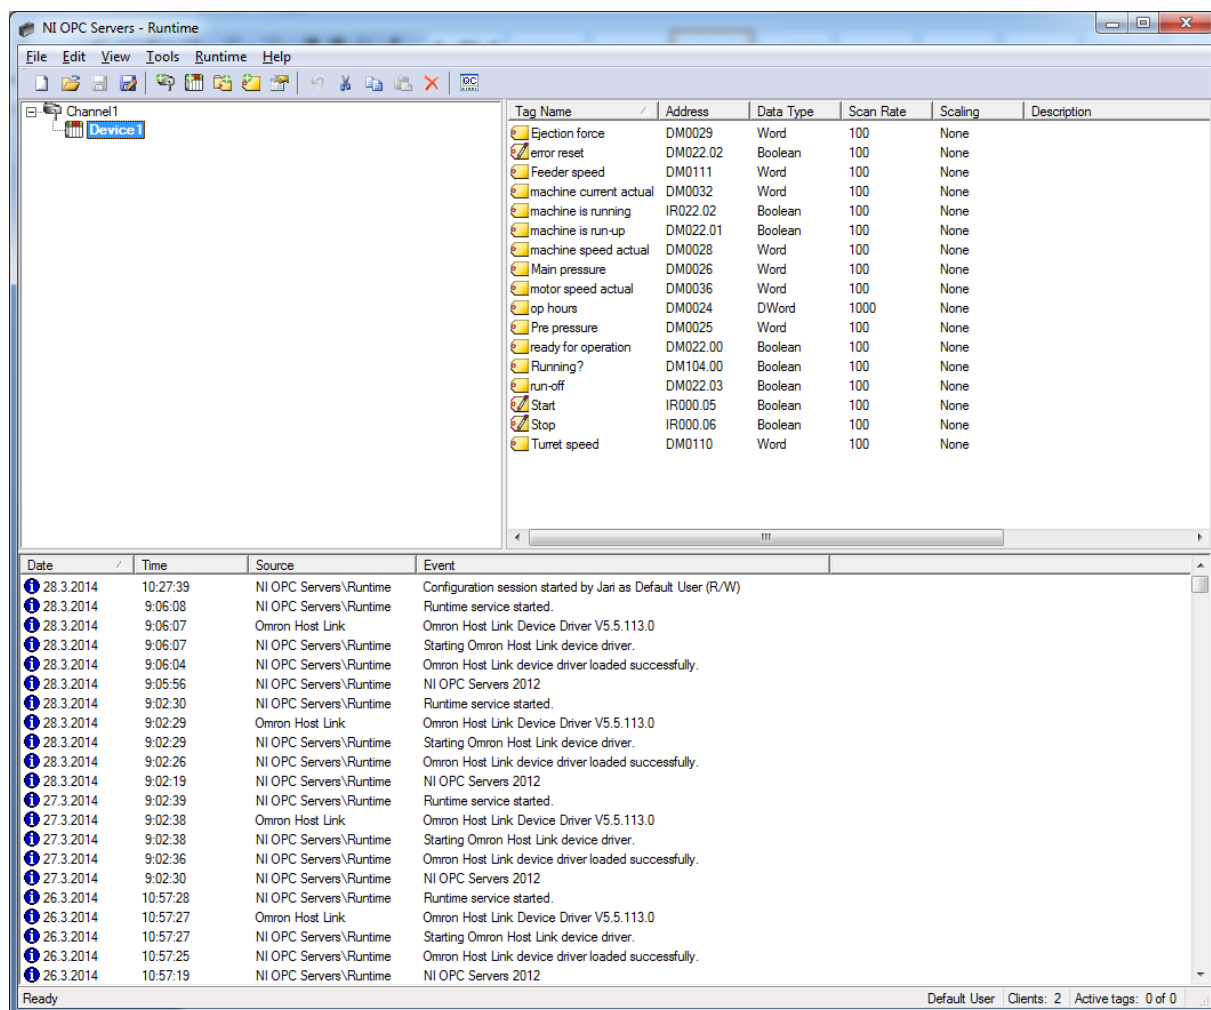 NI OPC Servers - Runtime
File Edit View Tools Runtime Help
Channel1
Device1
Tag Name Address Data Type Scan Rate Scaling Description
Ejection force DM0029 Word 100 None
error reset DM022.02 Boolean 100 None
Feeder speed DM0111 Word 100 None
machine current actual DM0032 Word 100 None
machine is running IR022.02 Boolean 100 None
machine is run-up DM022.01 Boolean 100 None
machine speed actual DM0028 Word 100 None
Main pressure DM0026 Word 100 None
motor speed actual DM0036 Word 100 None
op hours DM0024 DWord 1000 None
Pre pressure DM0025 Word 100 None
ready for operation DM022.00 Boolean 100 None
Running? DM104.00 Boolean 100 None
run-off DM022.03 Boolean 100 None
Start IR000.05 Boolean 100 None
Stop IR000.06 Boolean 100 None
Turret speed DM0110 Word 100 None
Date Time Source Event
28.3.2014 10:27:39 NI OPC Servers\Runtime Configuration session started by Jari as Default User (R/W)
28.3.2014 9:06:08 NI OPC Servers\Runtime Runtime service started.
28.3.2014 9:06:07 Omron Host Link Omron Host Link Device Driver V5.5.113.0
28.3.2014 9:06:07 NI OPC Servers\Runtime Starting Omron Host Link device driver.
28.3.2014 9:06:04 NI OPC Servers\Runtime Omron Host Link device driver loaded successfully.
28.3.2014 9:05:56 NI OPC Servers\Runtime NI OPC Servers 2012
28.3.2014 9:02:30 NI OPC Servers\Runtime Runtime service started.
28.3.2014 9:02:29 Omron Host Link Omron Host Link Device Driver V5.5.113.0
28.3.2014 9:02:29 NI OPC Servers\Runtime Starting Omron Host Link device driver.
28.3.2014 9:02:26 NI OPC Servers\Runtime Omron Host Link device driver loaded successfully.
28.3.2014 9:02:19 NI OPC Servers\Runtime NI OPC Servers 2012
27.3.2014 9:02:39 NI OPC Servers\Runtime Runtime service started.
27.3.2014 9:02:38 Omron Host Link Omron Host Link Device Driver V5.5.113.0
27.3.2014 9:02:38 NI OPC Servers\Runtime Starting Omron Host Link device driver.
27.3.2014 9:02:36 NI OPC Servers\Runtime Omron Host Link device driver loaded successfully.
27.3.2014 9:02:30 NI OPC Servers\Runtime NI OPC Servers 2012
26.3.2014 10:57:28 NI OPC Servers\Runtime Runtime service started.
26.3.2014 10:57:27 Omron Host Link Omron Host Link Device Driver V5.5.113.0
26.3.2014 10:57:27 NI OPC Servers\Runtime Starting Omron Host Link device driver.
26.3.2014 10:57:25 NI OPC Servers\Runtime Omron Host Link device driver loaded successfully.
26.3.2014 10:57:19 NI OPC Servers\Runtime NI OPC Servers 2012
Ready Default User Clients: 2 Active tags: 0 of 0